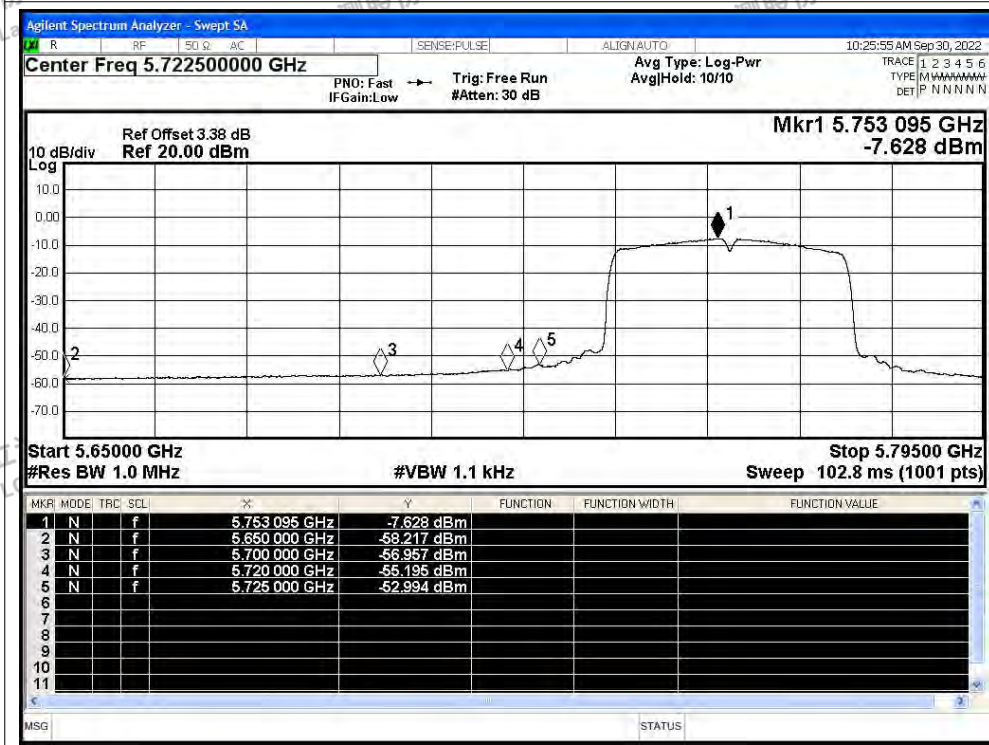 Agilent Spectrum Analyzer - Swept SA
R RF 50 Ω AC SENSE:PULSE ALIGN AUTO 10:25:55 AM Sep 30, 2022
Center Freq 5.722500000 GHz
PNO: Fast
IFGain:Low
Trig: Free Run
#Atten: 30 dB
Avg Type: Log-Pwr
Avg|Hold: 10/10
TRACE 1 2 3 4 5 6
TYPE M
DET P N N N N N
Mkr1 5.753 095 GHz
-7.628 dBm
Ref Offset 3.38 dB
10 dB/div Ref 20.00 dBm
Log
10.0
0.00
-10.0
-20.0
-30.0
-40.0
-50.0
-60.0
-70.0
1
2
3
4
5
Start 5.65000 GHz Stop 5.79500 GHz
#Res BW 1.0 MHz #VBW 1.1 kHz Sweep 102.8 ms (1001 pts)
MKR MODE TRC SCL X Y FUNCTION FUNCTION WIDTH FUNCTION VALUE
1 N f 5.753 095 GHz -7.628 dBm
2 N f 5.650 000 GHz -58.217 dBm
3 N f 5.700 000 GHz -56.957 dBm
4 N f 5.720 000 GHz -55.195 dBm
5 N f 5.725 000 GHz -52.994 dBm
6
7
8
9
10
11
MSG STATUS